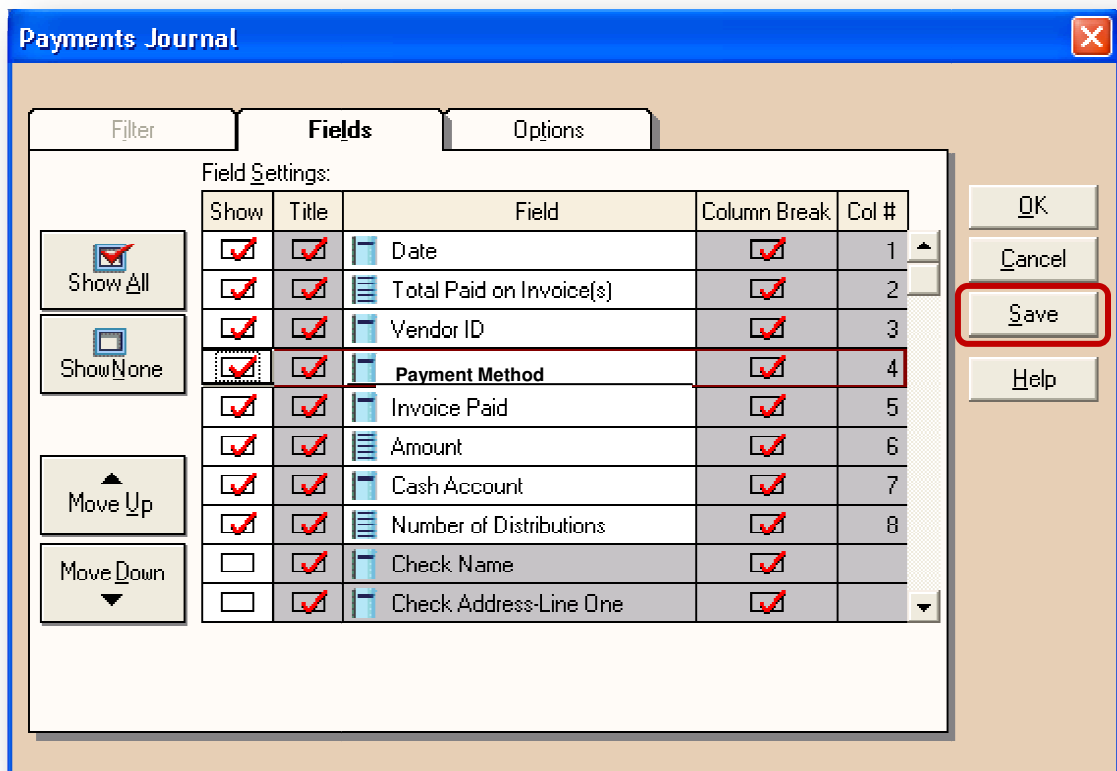 Payments Journal
Filter Fields Options
Field Settings:
Show Title Field Column Break Col #
Date 1
Total Paid on Invoice(s) 2
Vendor ID 3
Payment Method 4
Invoice Paid 5
Amount 6
Cash Account 7
Number of Distributions 8
Check Name
Check Address-Line One
Show All
Show None
Move Up
Move Down
OK
Cancel
Save
Help